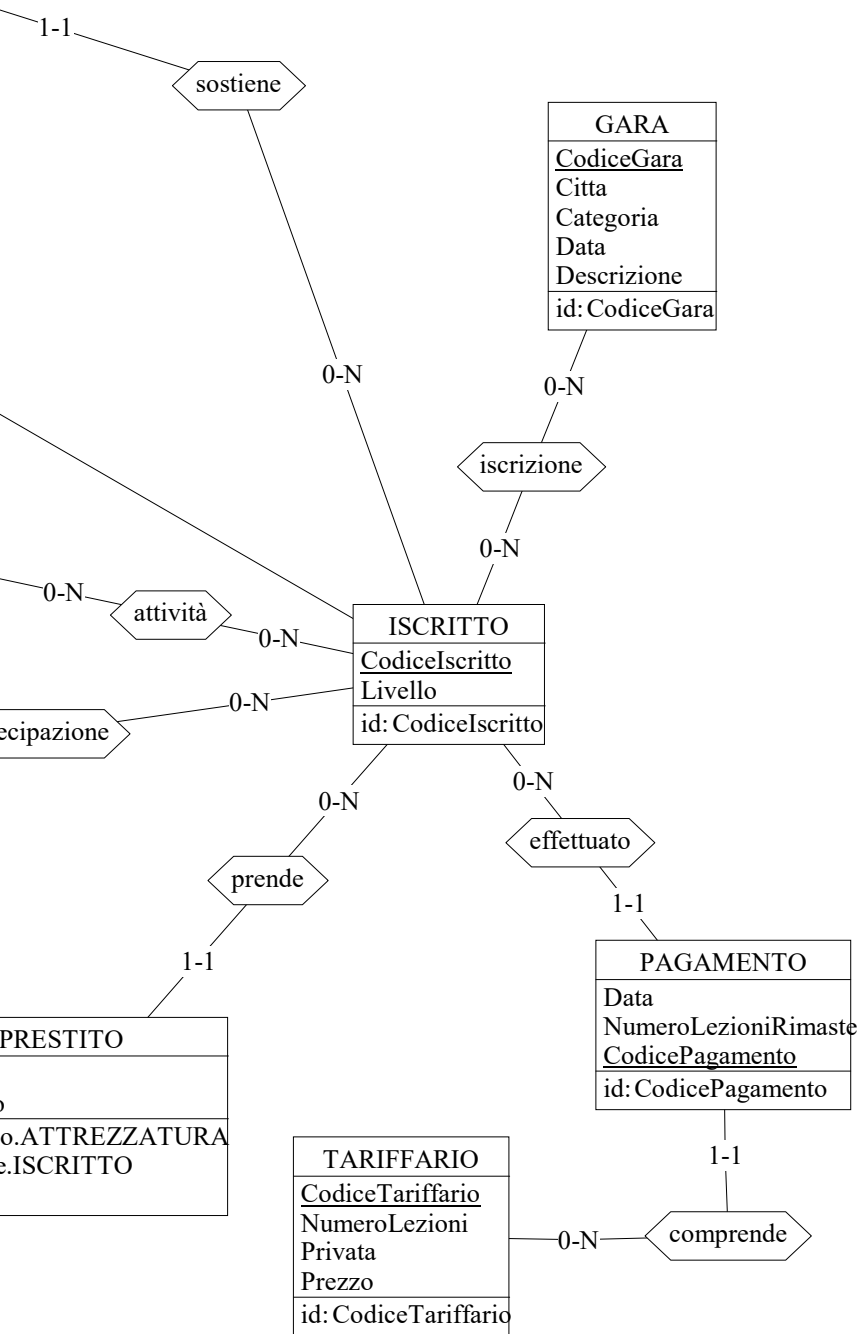 1-1
sostiene
GARA
CodiceGara
Citta
Categoria
Data
Descrizione
id: CodiceGara
0-N
0-N
iscrizione
0-N
0-N
attività
0-N
ISCRITTO
CodiceIscritto
Livello
id: CodiceIscritto
0-N
ecipazione
0-N
0-N
effettuato
prende
1-1
1-1
PAGAMENTO
Data
NumeroLezioniRimaste
CodicePagamento
id: CodicePagamento
PRESTITO
o
o.ATTREZZATURA
e.ISCRITTO
1-1
TARIFFARIO
CodiceTariffario
NumeroLezioni
Privata
Prezzo
id: CodiceTariffario
0-N
comprende